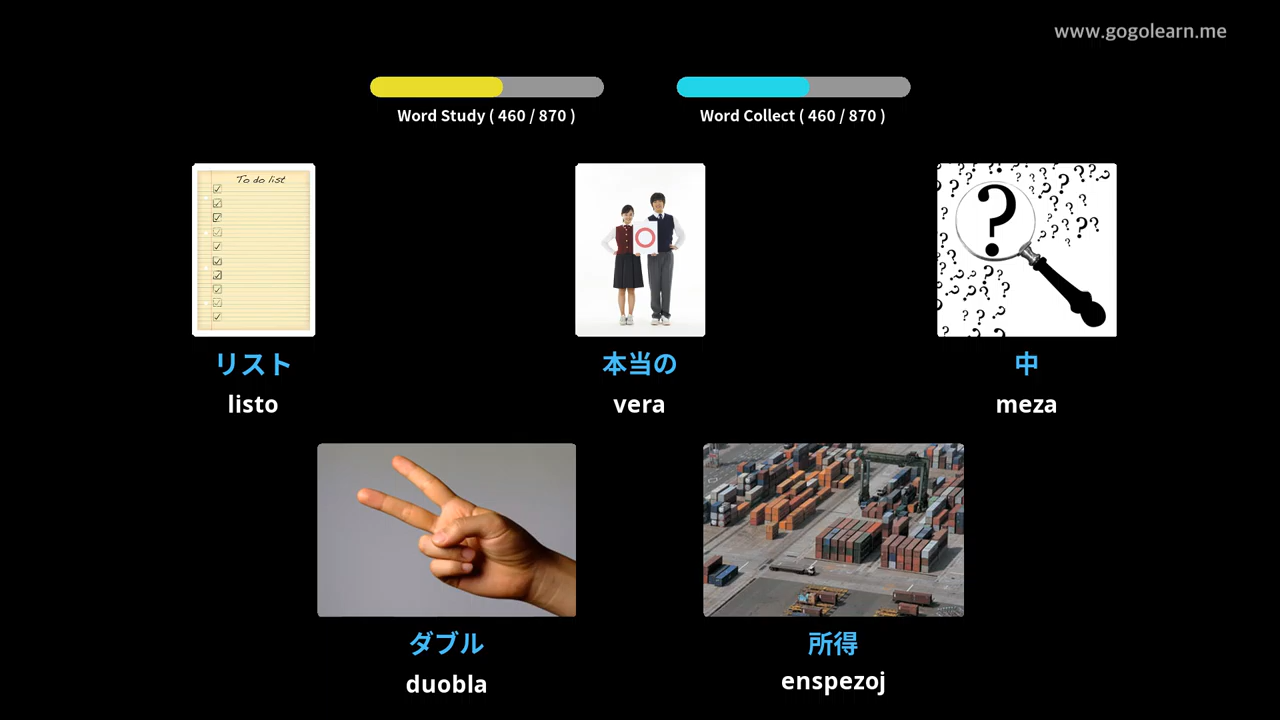 www.gogolearn.me
Word Study ( 460 / 870 )
Word Collect ( 460 / 870 )
To do list
リスト
listo
本当の
vera
中
meza
ダブル
duobla
所得
enspezoj